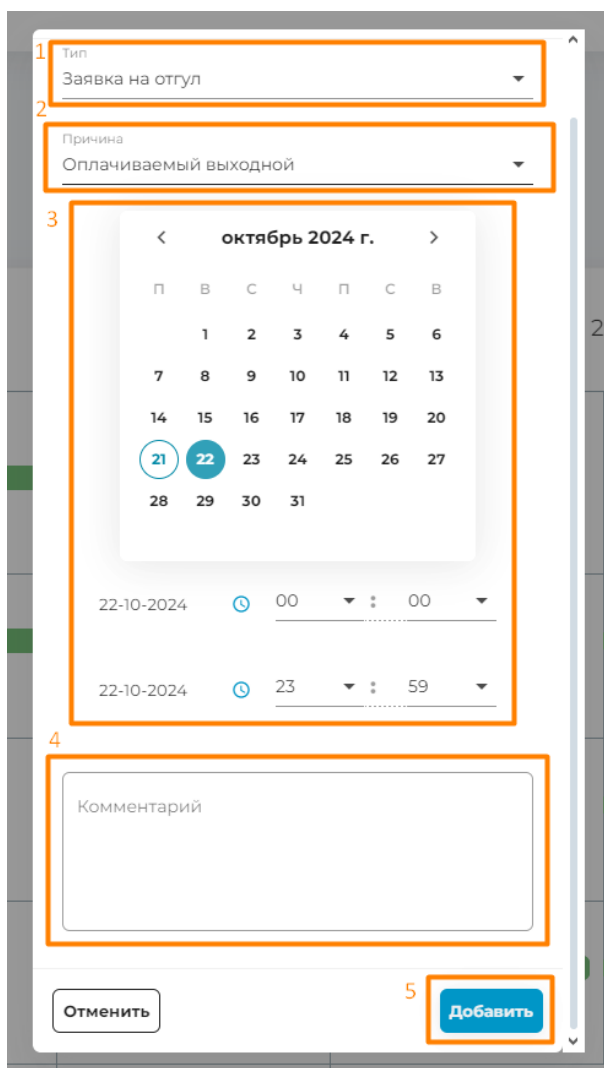 1
Тип
Заявка на отгул
2
Причина
Оплачиваемый выходной
3
октябрь 2024 г.
П В С Ч П С В
1 2 3 4 5 6
7 8 9 10 11 12 13
14 15 16 17 18 19 20
21 22 23 24 25 26 27
28 29 30 31
2
22-10-2024 00 : 00
22-10-2024 23 : 59
4
Комментарий
5
Отменить Добавить